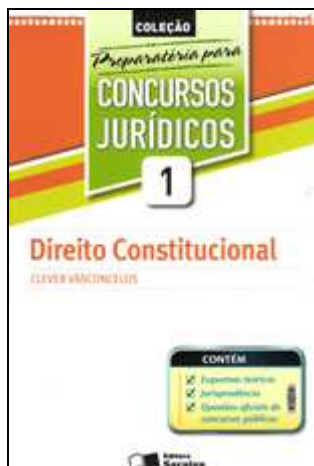 COLEÇÃO
Preparatória para
CONCURSOS
JURÍDICOS
1
Direito Constitucional
CLEVER VASCONCELOS
CONTÉM
Esquemas teóricos
Jurisprudência
Questões oficiais de
concursos públicos
Editora
Saraiva